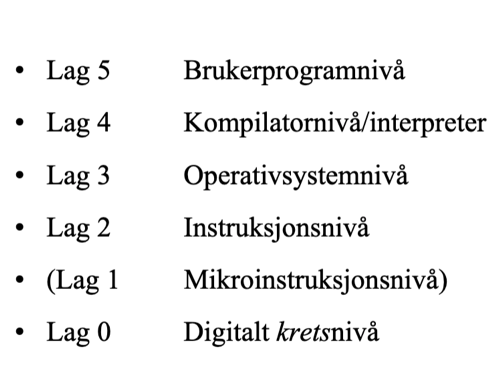 • Lag 5 Brukerprogramnivå
• Lag 4 Kompilatornivå/interpreter
• Lag 3 Operativsystemnivå
• Lag 2 Instruksjonsnivå
• (Lag 1 Mikroinstruksjonsnivå)
• Lag 0 Digitalt kretsnivå